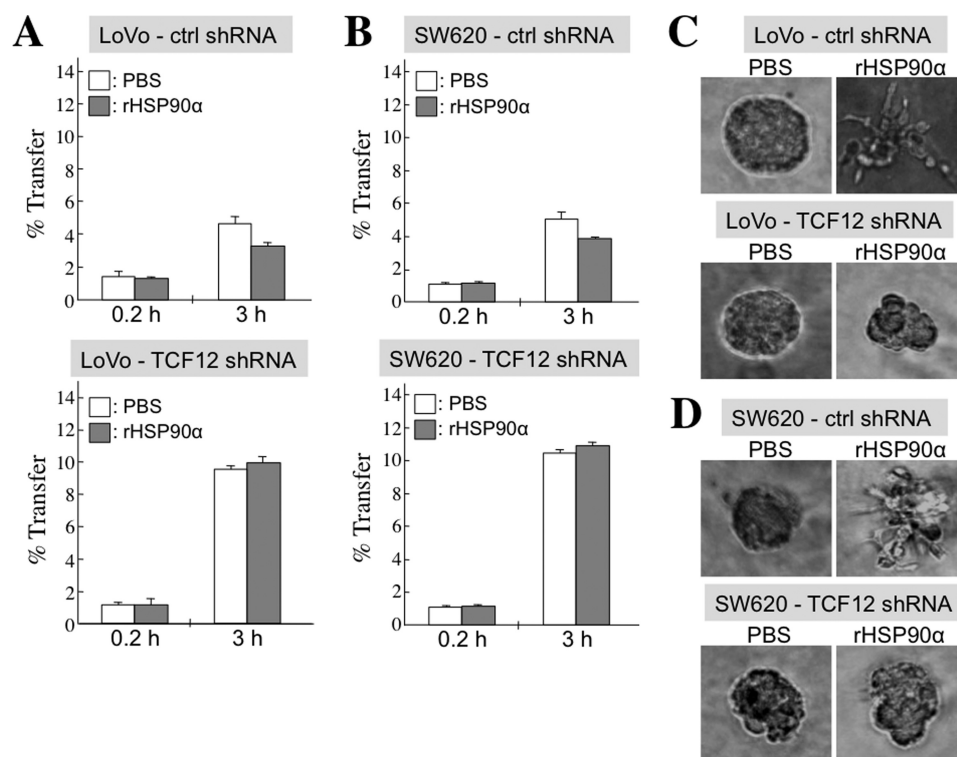 A
LoVo - ctrl shRNA
% Transfer
14
12
10
8
6
4
2
0
: PBS
: rHSP90α
0.2 h
3 h
LoVo - TCF12 shRNA
% Transfer
14
12
10
8
6
4
2
0
: PBS
: rHSP90α
0.2 h
3 h
B
SW620 - ctrl shRNA
% Transfer
14
12
10
8
6
4
2
0
: PBS
: rHSP90α
0.2 h
3 h
SW620 - TCF12 shRNA
% Transfer
14
12
10
8
6
4
2
0
: PBS
: rHSP90α
0.2 h
3 h
C
LoVo - ctrl shRNA
PBS rHSP90α
LoVo - TCF12 shRNA
PBS rHSP90α
D
SW620 - ctrl shRNA
PBS rHSP90α
SW620 - TCF12 shRNA
PBS rHSP90α